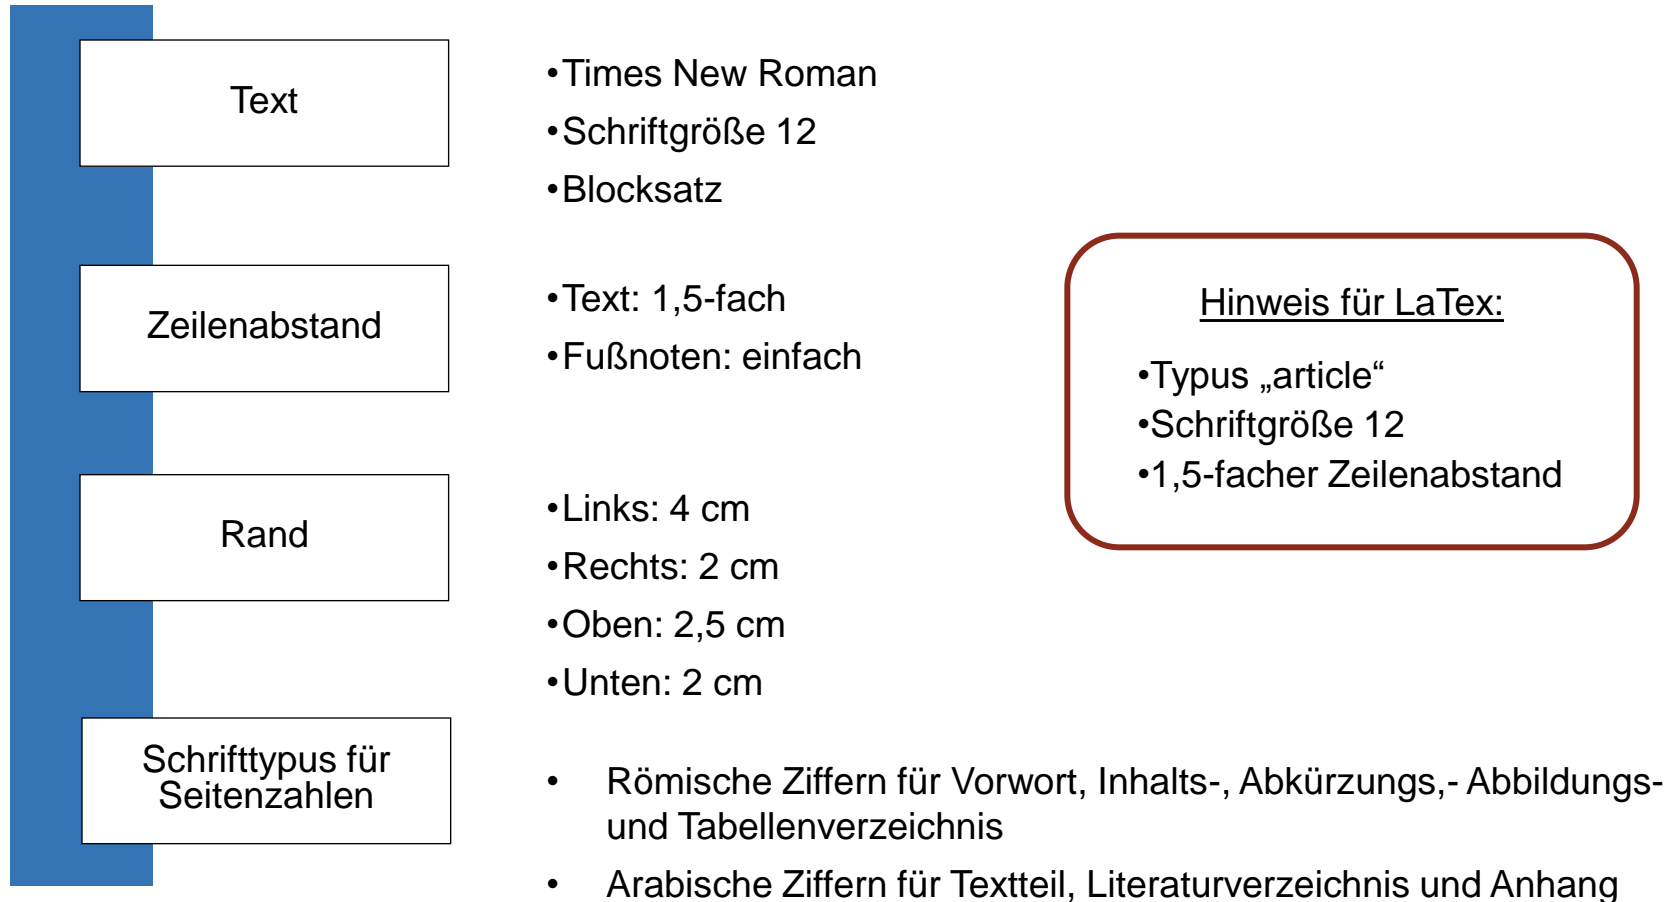 Text
•Times New Roman
•Schriftgröße 12
•Blocksatz
Zeilenabstand
•Text: 1,5-fach
•Fußnoten: einfach
Hinweis für LaTex:
•Typus „article“
•Schriftgröße 12
•1,5-facher Zeilenabstand
Rand
•Links: 4 cm
•Rechts: 2 cm
•Oben: 2,5 cm
•Unten: 2 cm
Schrifttypus für
Seitenzahlen
• Römische Ziffern für Vorwort, Inhalts-, Abkürzungs,- Abbildungs-
und Tabellenverzeichnis
• Arabische Ziffern für Textteil, Literaturverzeichnis und Anhang